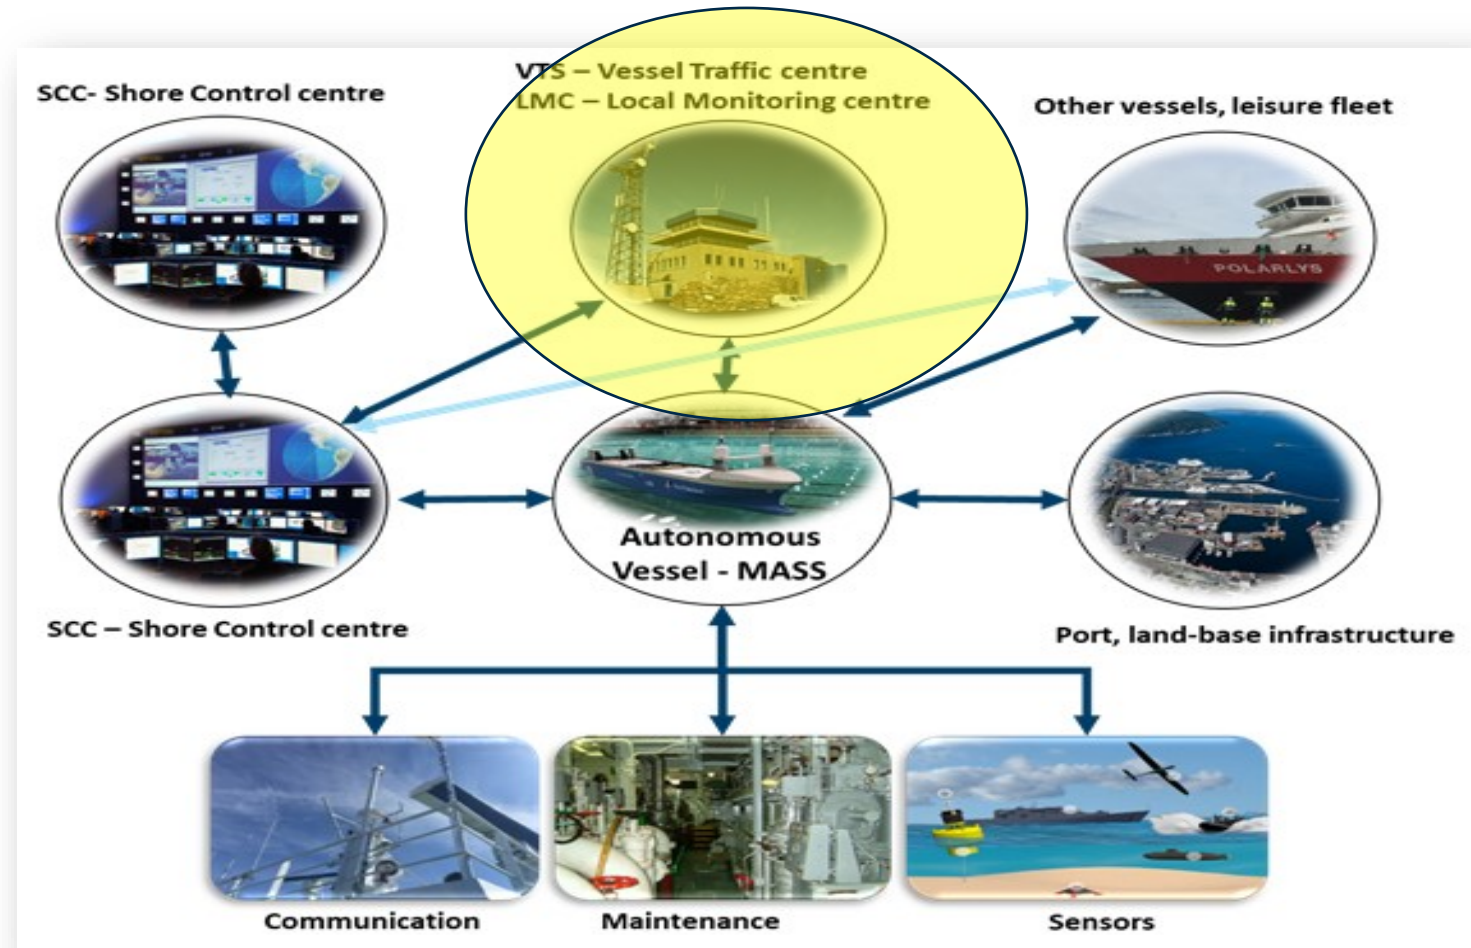 SCC- Shore Control centre
VTS – Vessel Traffic centre
LMC – Local Monitoring centre
Other vessels, leisure fleet
POLARLYS
Autonomous
Vessel - MASS
SCC – Shore Control centre
Port, land-base infrastructure
Communication
Maintenance
Sensors